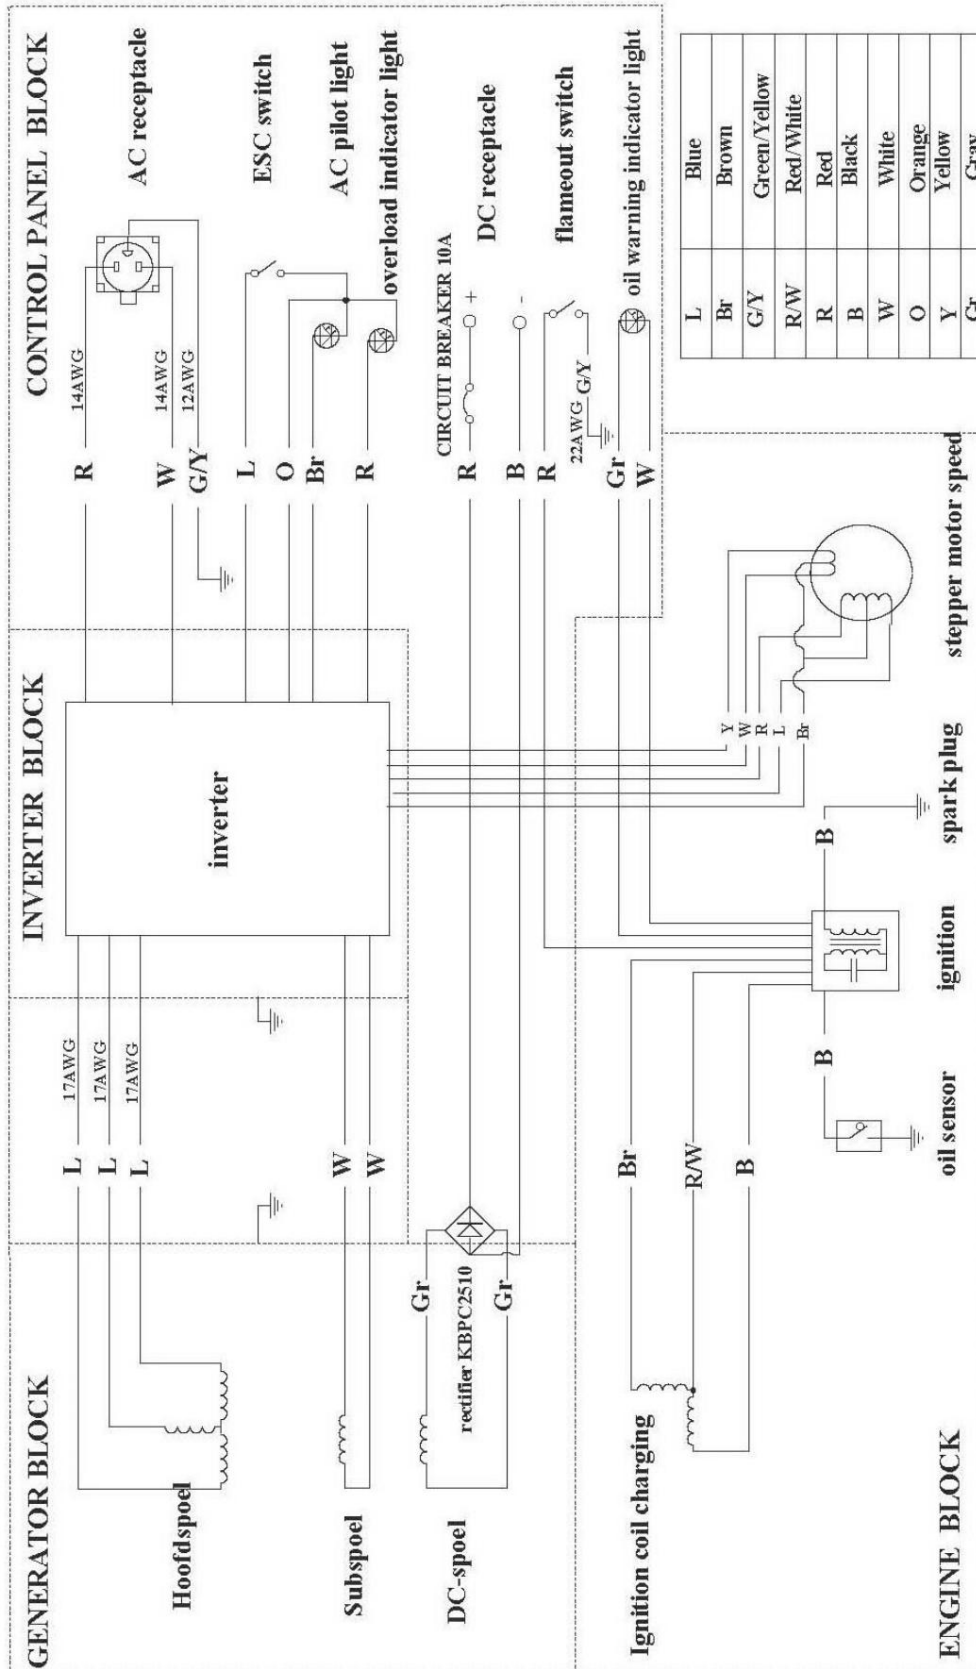 GENERATOR BLOCK
INVERTER BLOCK
CONTROL PANEL BLOCK
Hoofdspoel
L
17AWG
L
17AWG
L
17AWG
inverter
R
14AWG
W
14AWG
G/Y
12AWG
AC receptacle
L
O
Br
R
ESC switch
AC pilot light
overload indicator light
Subspoel
W
W
DC-spoel
Gr
Gr
rectifier KBPC2510
R
CIRCUIT BREAKER 10A
+
B
-
DC receptacle
R
22AWG
G/Y
flameout switch
Gr
W
oil warning indicator light
Ignition coil charging
Br
R/W
B
Y
W
R
L
Br
B
B
oil sensor
ignition
spark plug
stepper motor speed
ENGINE BLOCK
L Blue
Br Brown
G/Y Green/Yellow
R/W Red/White
R Red
B Black
W White
O Orange
Y Yellow
Gr Gray